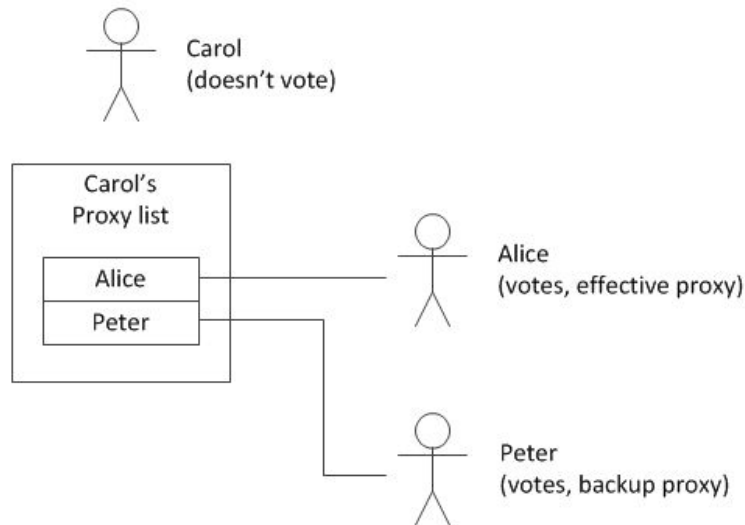 Carol
(doesn't vote)
Carol's
Proxy list
Alice
Peter
Alice
(votes, effective proxy)
Peter
(votes, backup proxy)